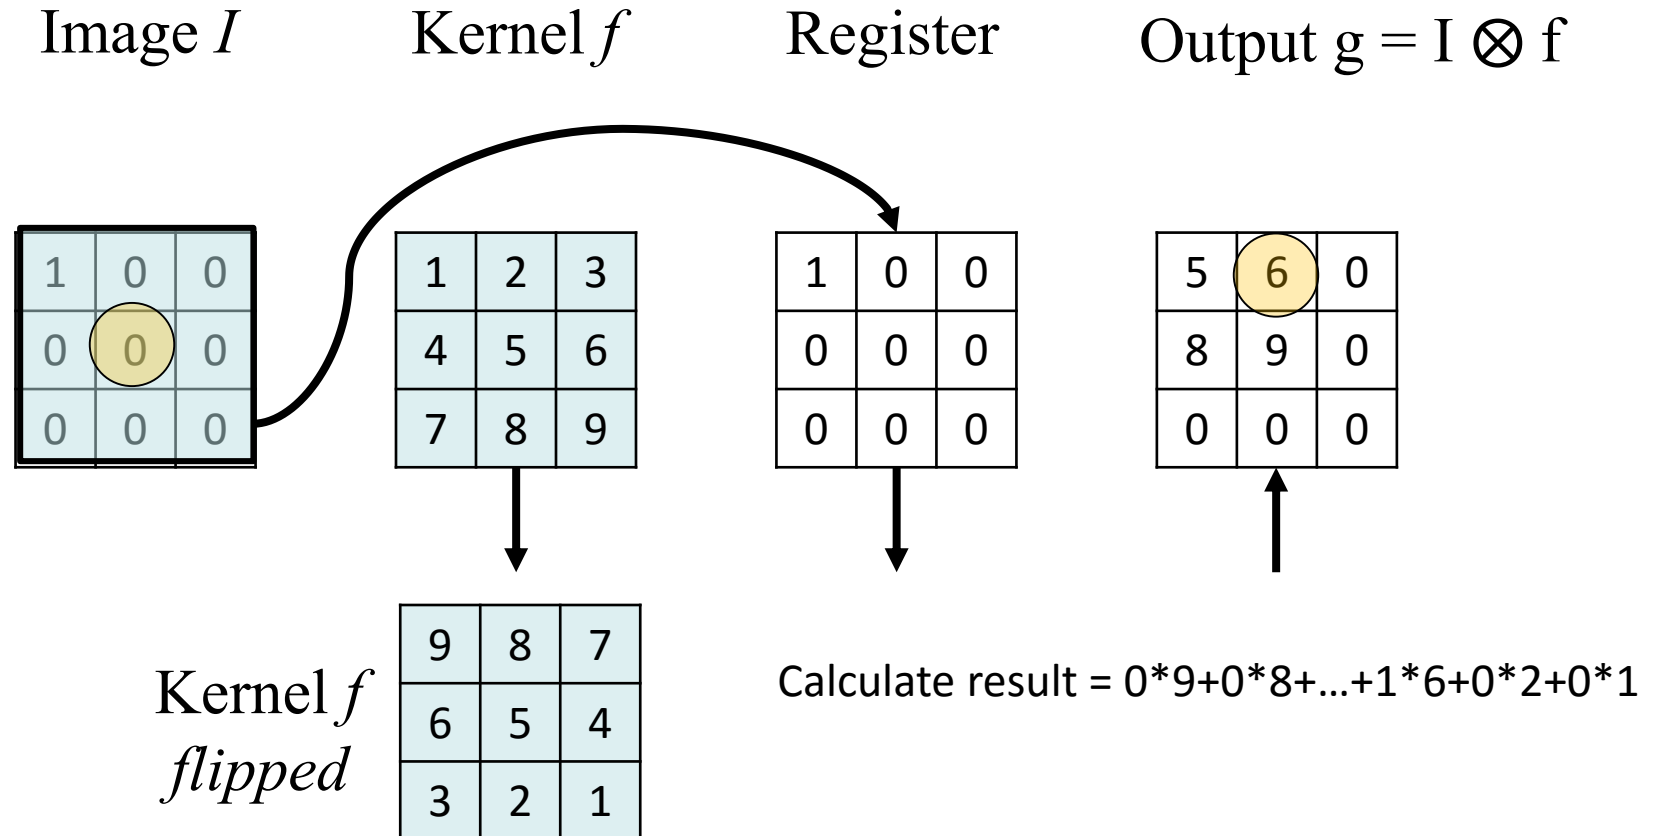 Image I Kernel f Register Output g = I ⊗ f
1 0 0 1 2 3 1 0 0 5 6 0
0 0 0 4 5 6 0 0 0 8 9 0
0 0 0 7 8 9 0 0 0 0 0 0
Kernel f
flipped
9 8 7
6 5 4
3 2 1
Calculate result = 0*9+0*8+...+1*6+0*2+0*1